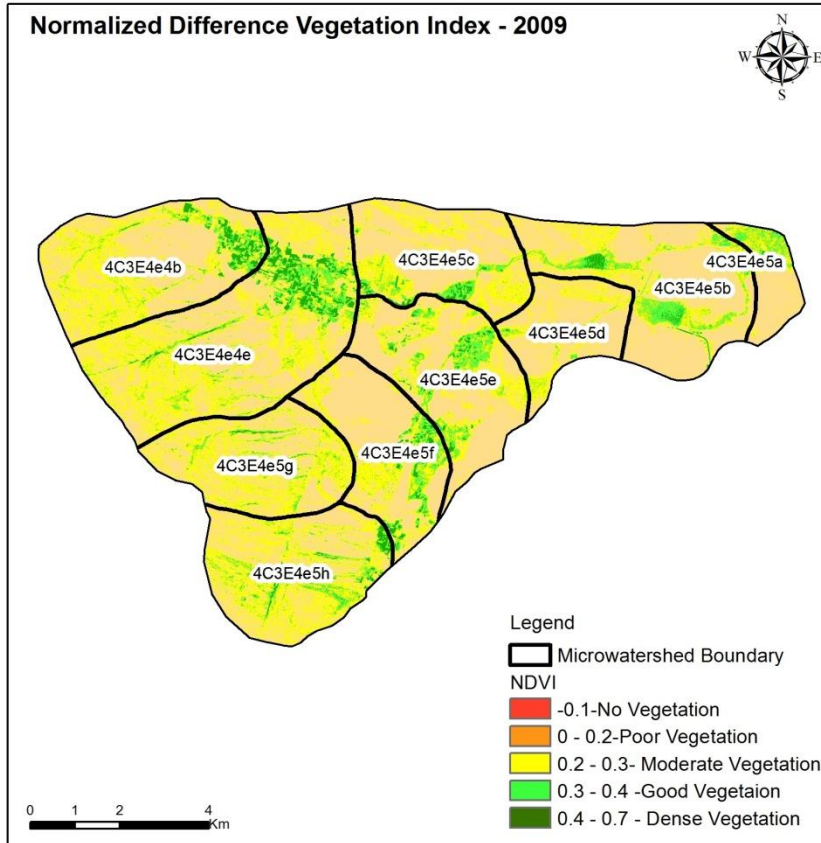 Normalized Difference Vegetation Index - 2009
N
W E
S
4C3E4e4b
4C3E4e5c
4C3E4e5a
4C3E4e5b
4C3E4e4e
4C3E4e5d
4C3E4e5e
4C3E4e5f
4C3E4e5g
4C3E4e5h
Legend
Microwatershed Boundary
NDVI
-0.1-No Vegetation
0 - 0.2-Poor Vegetation
0.2 - 0.3- Moderate Vegetation
0.3 - 0.4 -Good Vegetaion
0.4 - 0.7 - Dense Vegetation
0 1 2 4
Km